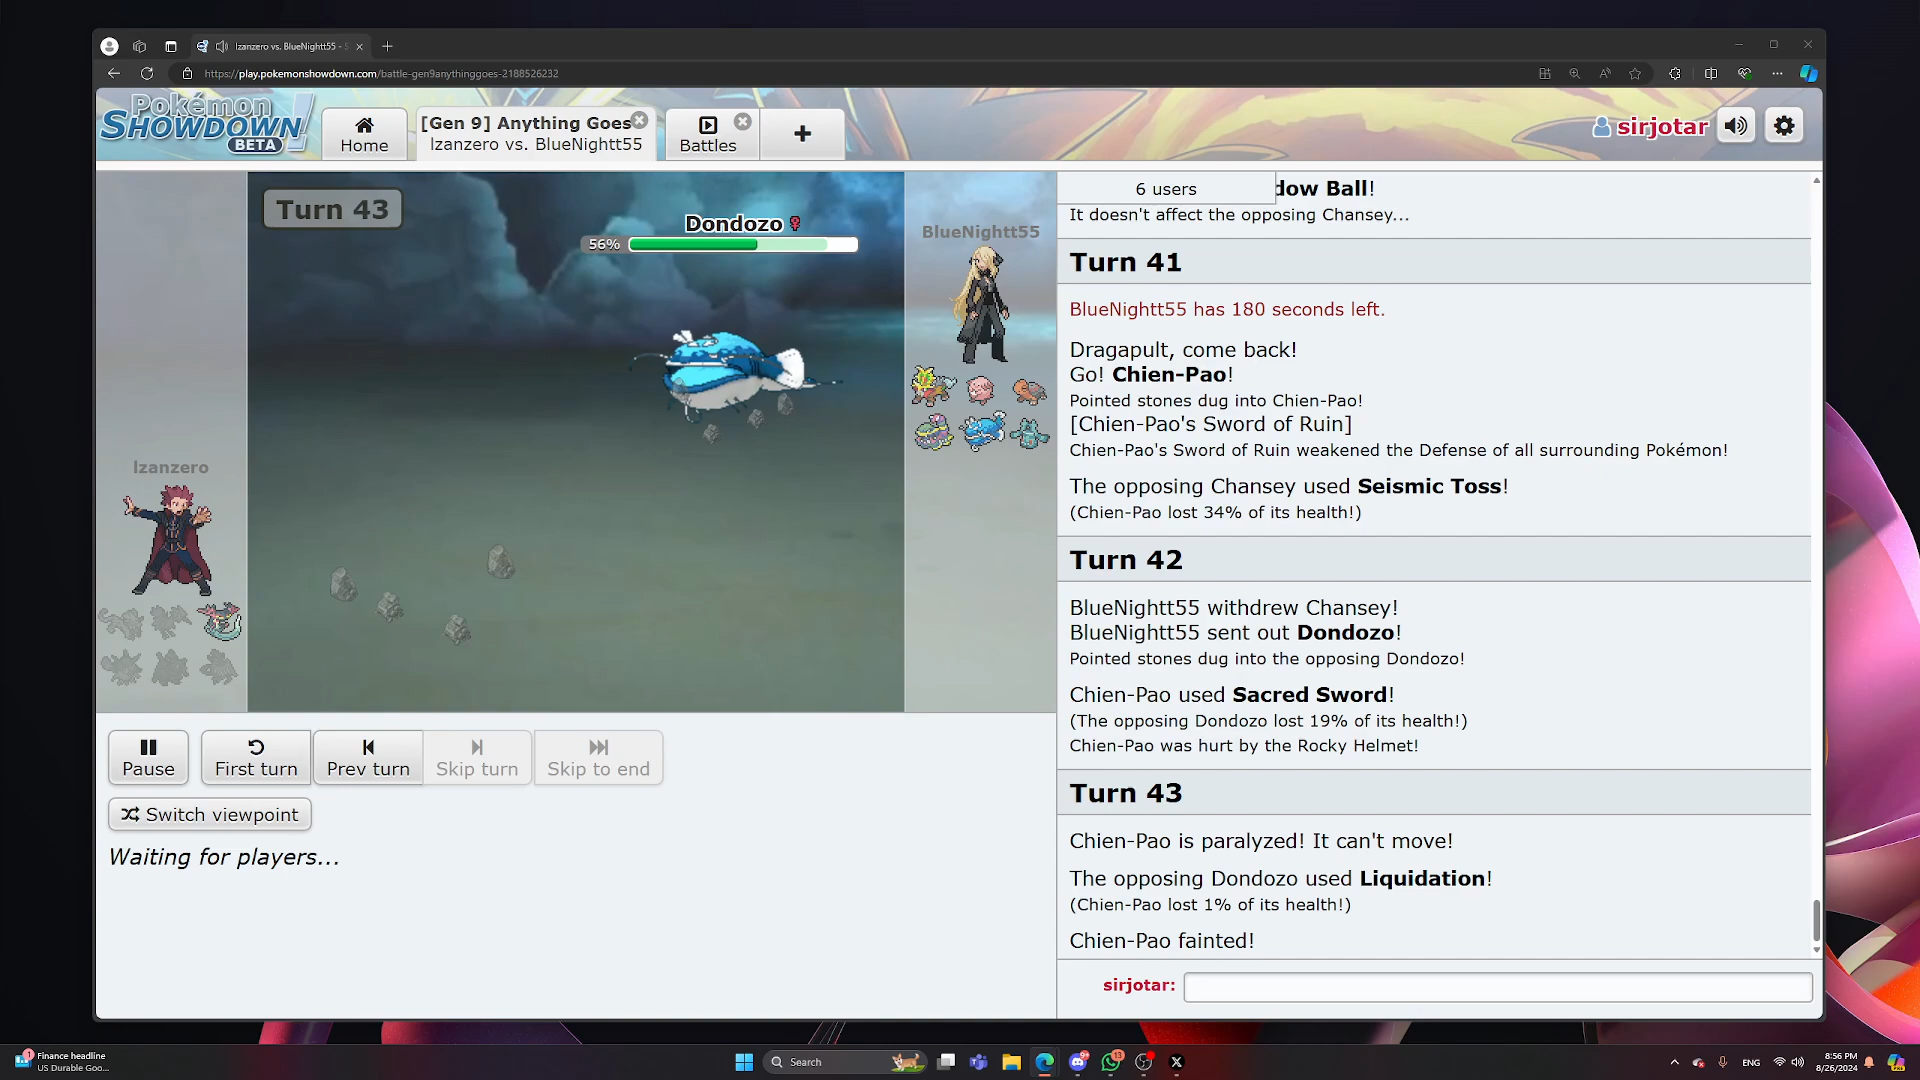 Izanzero vs. BlueNightt55 - S
https://play.pokemonshowdown.com/battle-gen9anythinggoes-2188526232
Pokémon
SHOWDOWN!
BETA
Home
[Gen 9] Anything Goes
Izanzero vs. BlueNightt55
Battles
sirjotar
Turn 43
Dondozo
56%
BlueNightt55
Izanzero
Pause
First turn
Prev turn
Skip turn
Skip to end
Switch viewpoint
Waiting for players...
6 users
dow Ball!
It doesn't affect the opposing Chansey...
Turn 41
BlueNightt55 has 180 seconds left.
Dragapult, come back!
Go! Chien-Pao!
Pointed stones dug into Chien-Pao!
[Chien-Pao's Sword of Ruin]
Chien-Pao's Sword of Ruin weakened the Defense of all surrounding Pokémon!
The opposing Chansey used Seismic Toss!
(Chien-Pao lost 34% of its health!)
Turn 42
BlueNightt55 withdrew Chansey!
BlueNightt55 sent out Dondozo!
Pointed stones dug into the opposing Dondozo!
Chien-Pao used Sacred Sword!
(The opposing Dondozo lost 19% of its health!)
Chien-Pao was hurt by the Rocky Helmet!
Turn 43
Chien-Pao is paralyzed! It can't move!
The opposing Dondozo used Liquidation!
(Chien-Pao lost 1% of its health!)
Chien-Pao fainted!
sirjotar:
Finance headline
US Durable Goo...
Search
ENG
8:56 PM
8/26/2024